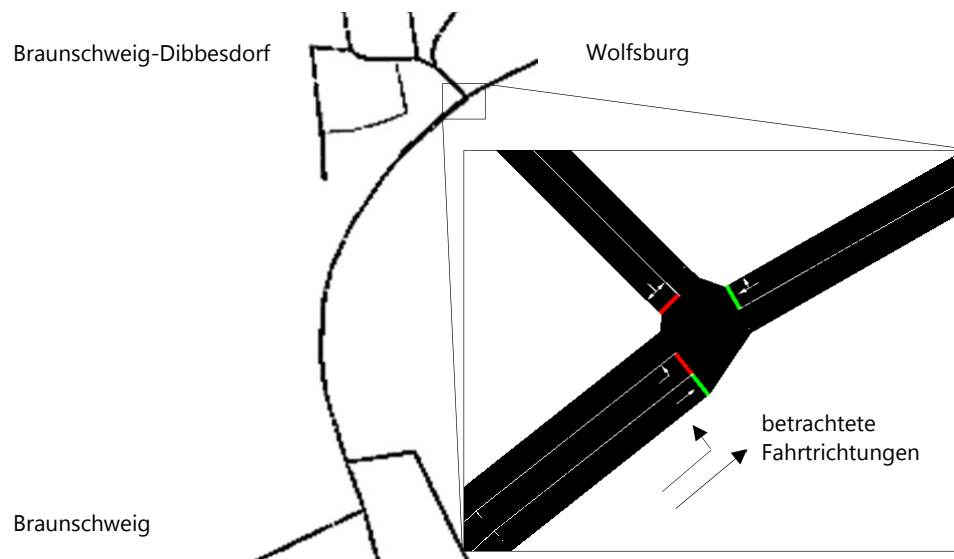 Braunschweig-Dibbesdorf
Wolfsburg
betrachtete
Fahrtrichtungen
Braunschweig